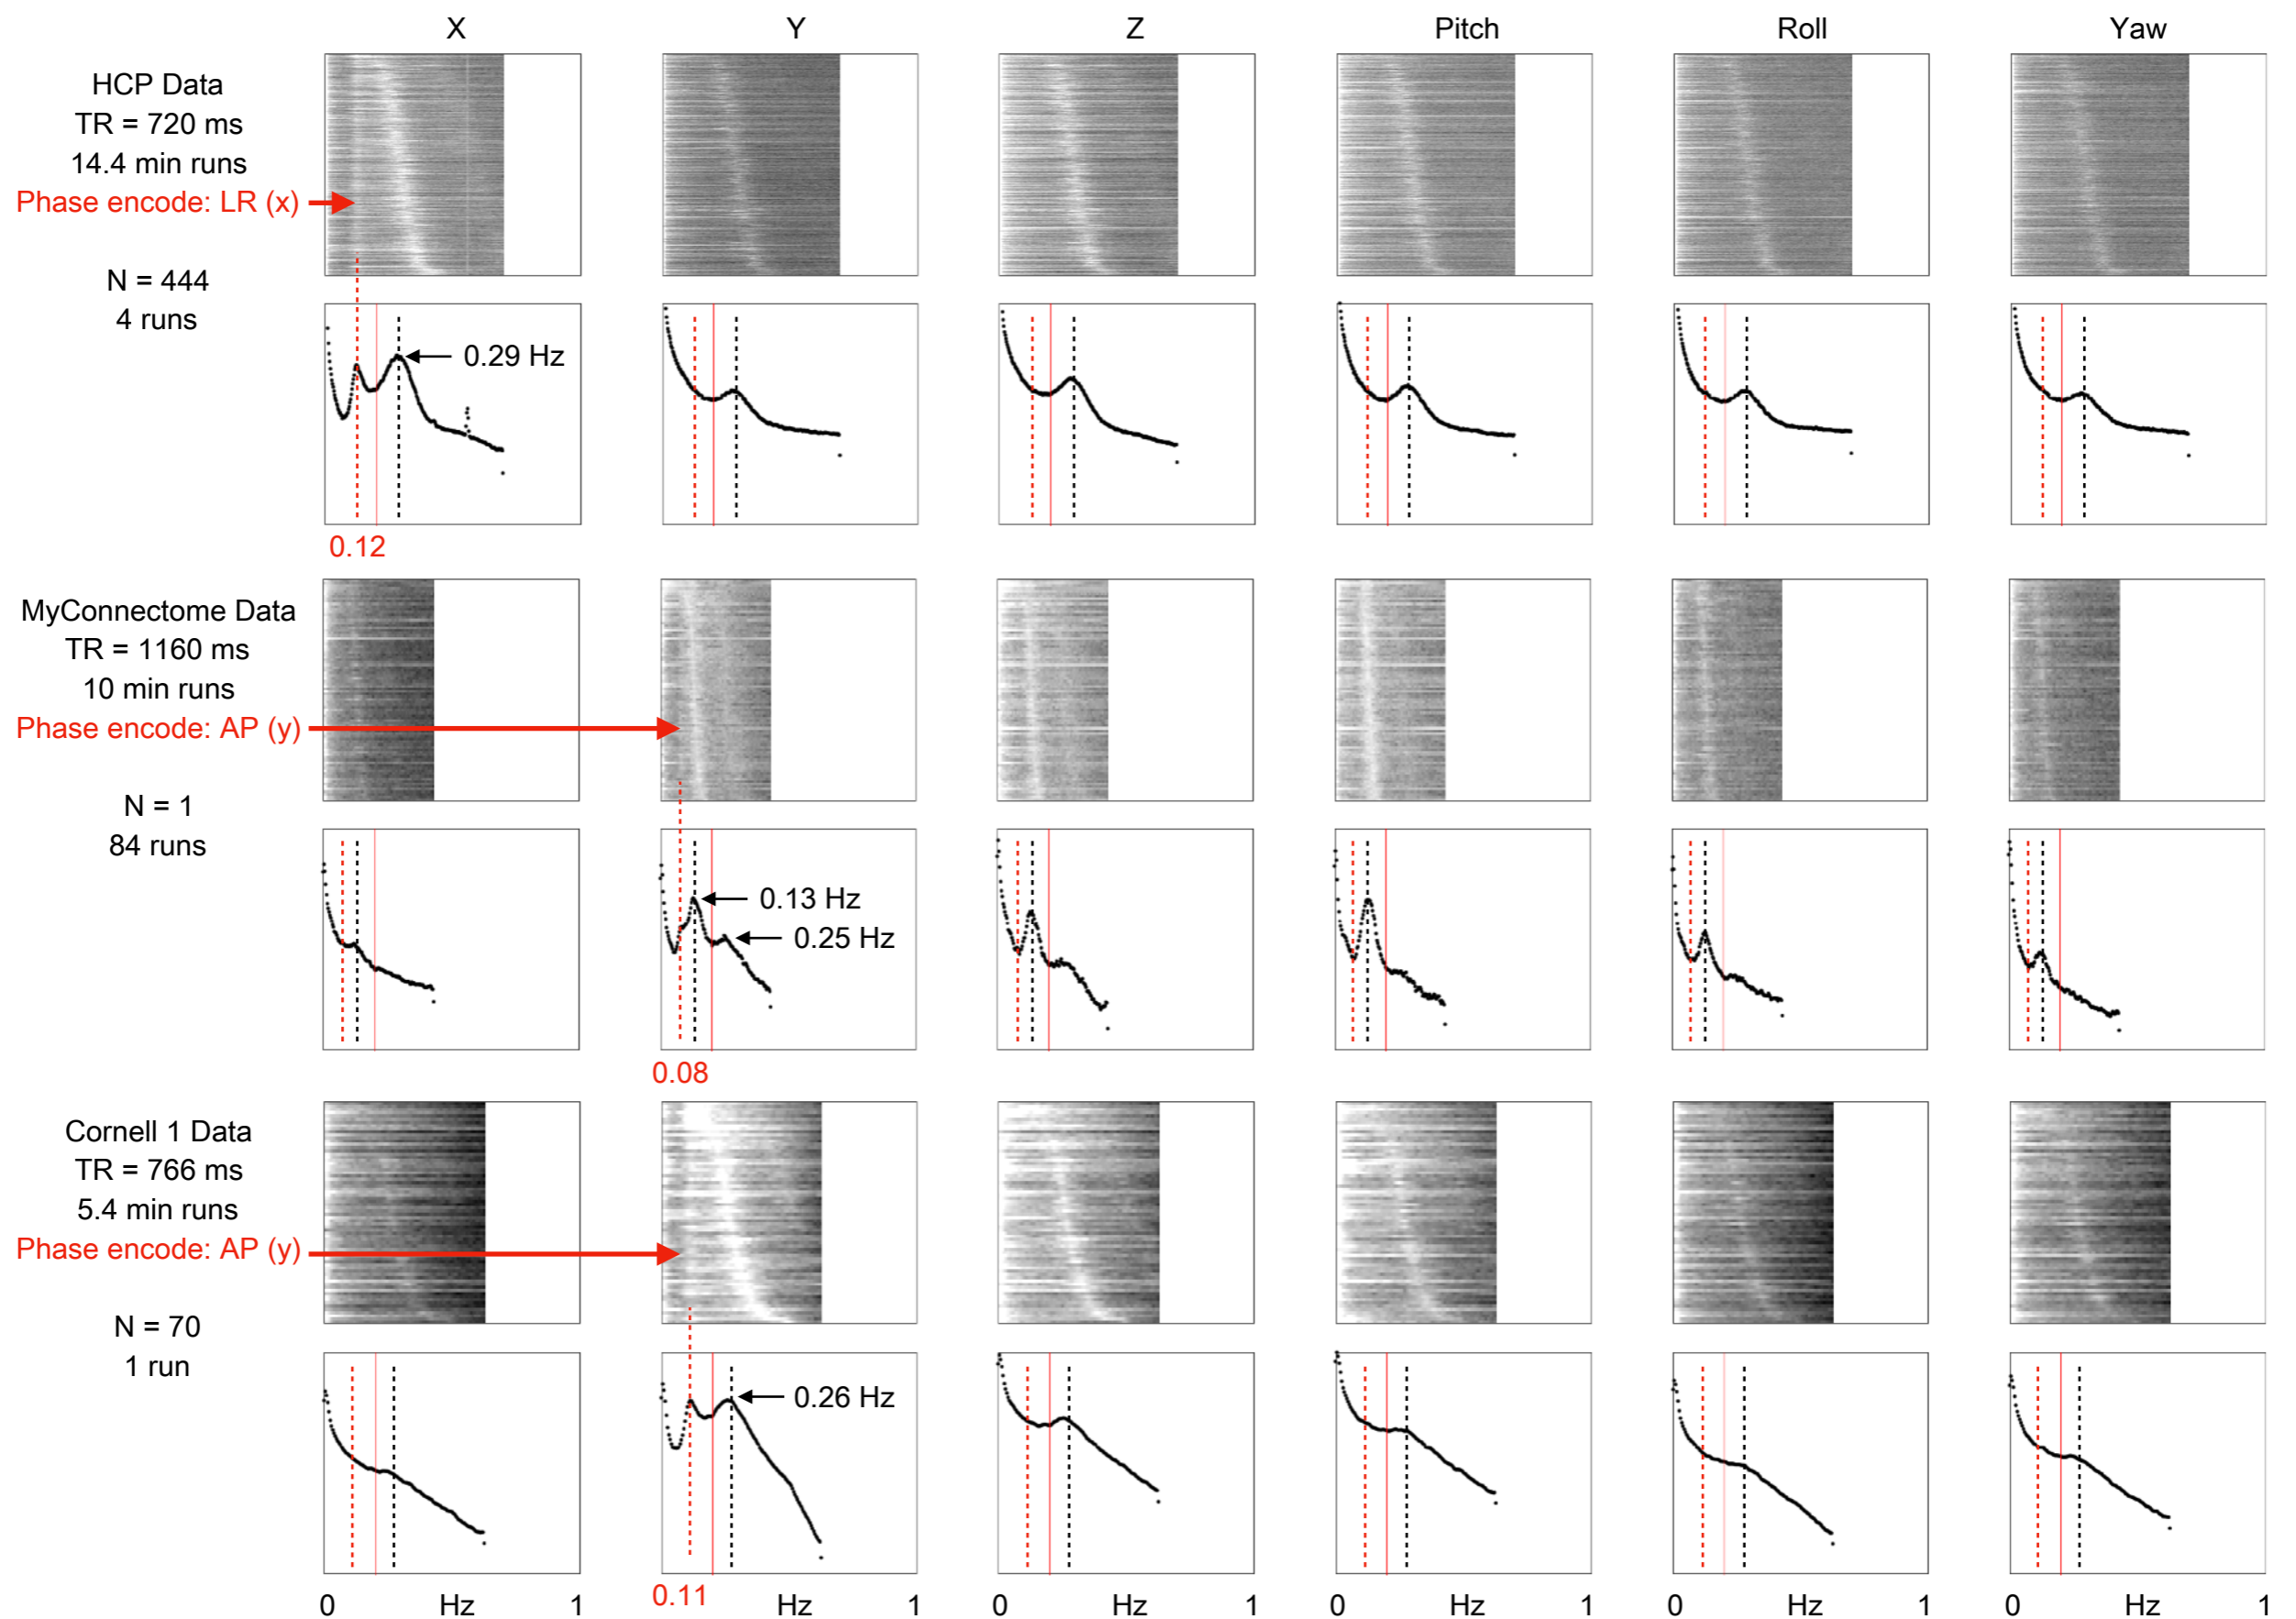 X Y Z Pitch Roll Yaw
HCP Data
TR = 720 ms
14.4 min runs
Phase encode: LR (x)
N = 444
4 runs
0.29 Hz
0.12
MyConnectome Data
TR = 1160 ms
10 min runs
Phase encode: AP (y)
N = 1
84 runs
0.13 Hz
0.25 Hz
0.08
Cornell 1 Data
TR = 766 ms
5.4 min runs
Phase encode: AP (y)
N = 70
1 run
0.26 Hz
0.11
0 Hz 1 0 Hz 1 0 Hz 1 0 Hz 1 0 Hz 1 0 Hz 1